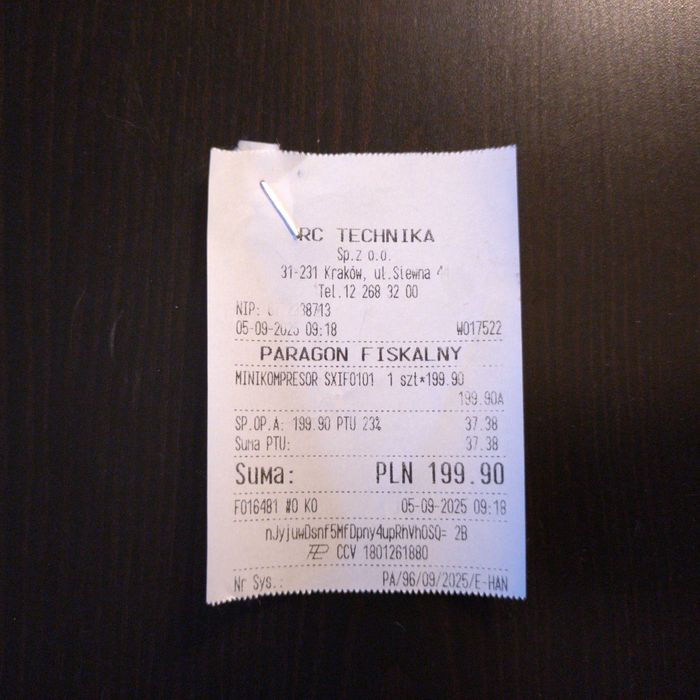 RC TECHNIKA
Sp.z o.o.
31-231 Kraków, ul.Siewna
Tel.12 268 32 00
NIP:
05-09-2025 09:18 W017522
PARAGON FISKALNY
MINIKOMPRESOR SXIF0101 1 szt*199.90
199.90A
SP.OP.A: 199.90 PTU 23% 37.38
Suma PTU: 37.38
Suma: PLN 199.90
F016481 #0 KO 05-09-2025 09:18
nJyjuwDsnf5MfDpny4upRhVhOSQ= 2B
CCV 1801261880
Nr Sys.: PA/96/09/2025/E-HAN